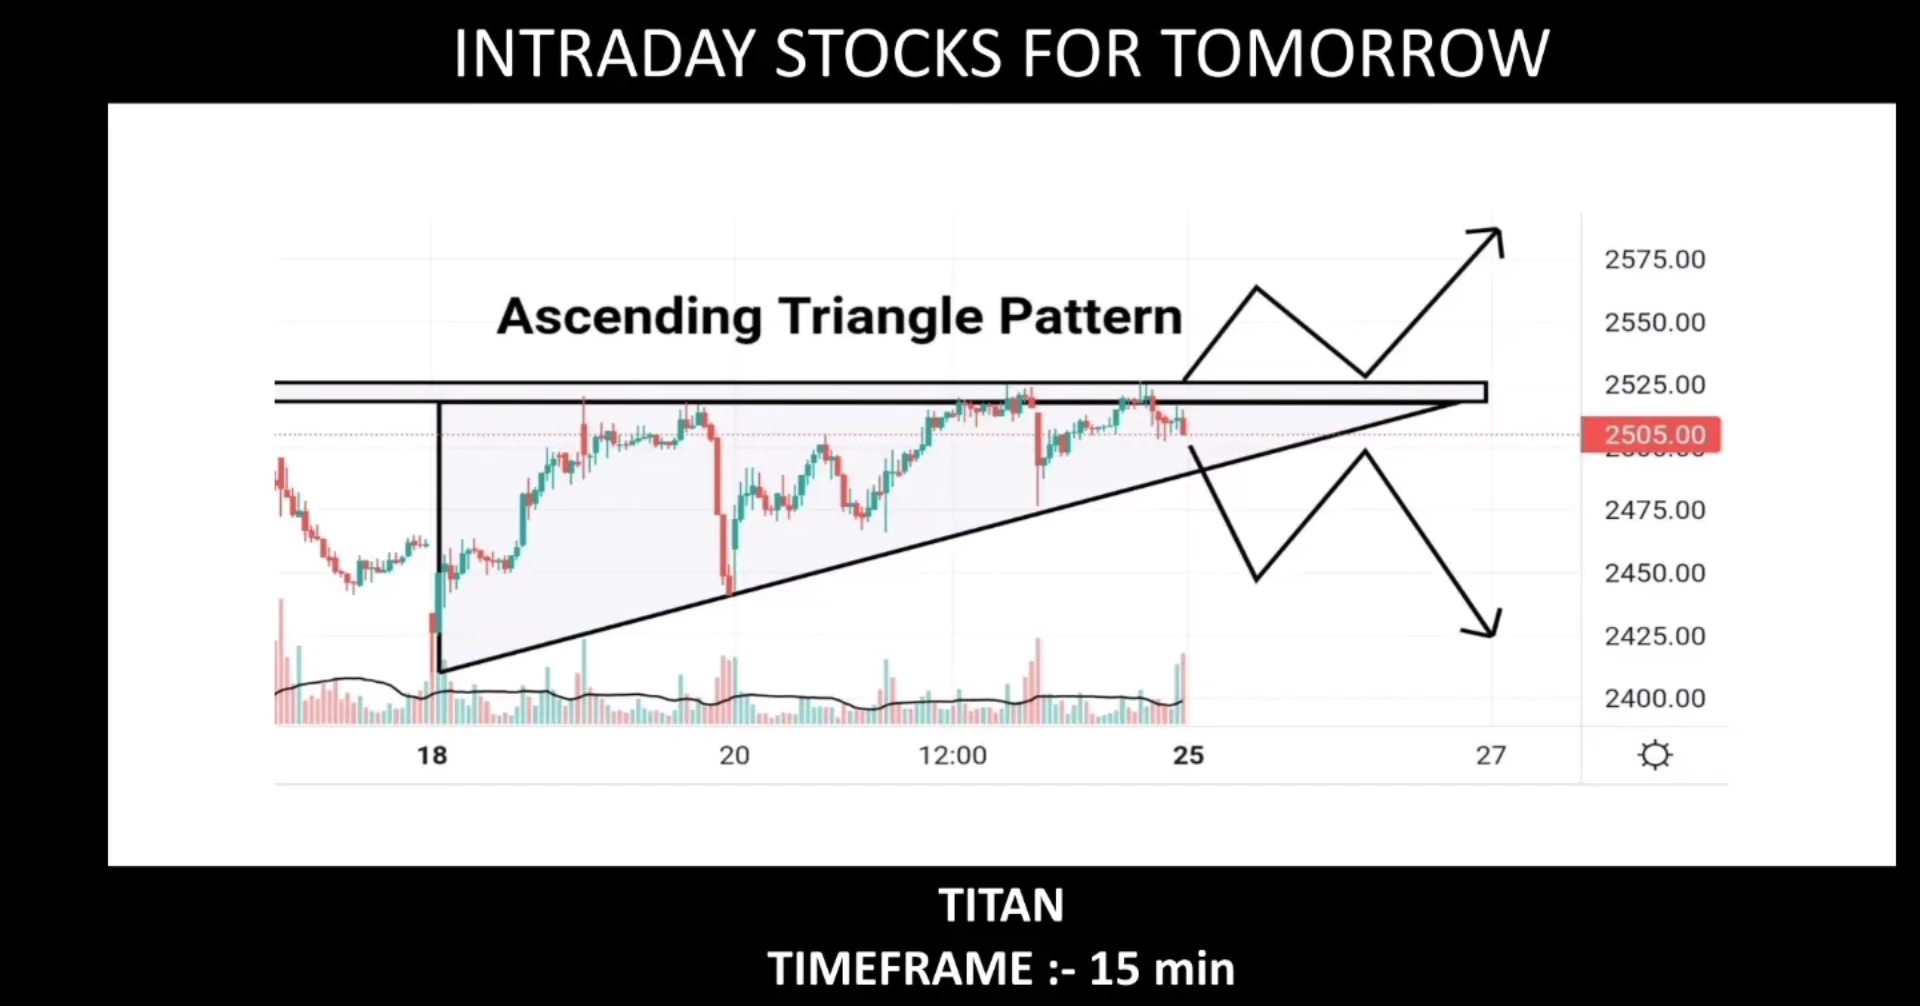 INTRADAY STOCKS FOR TOMORROW
Ascending Triangle Pattern
2575.00
2550.00
2525.00
2505.00
2475.00
2450.00
2425.00
2400.00
18 20 12:00 25 27
TITAN
TIMEFRAME :- 15 min